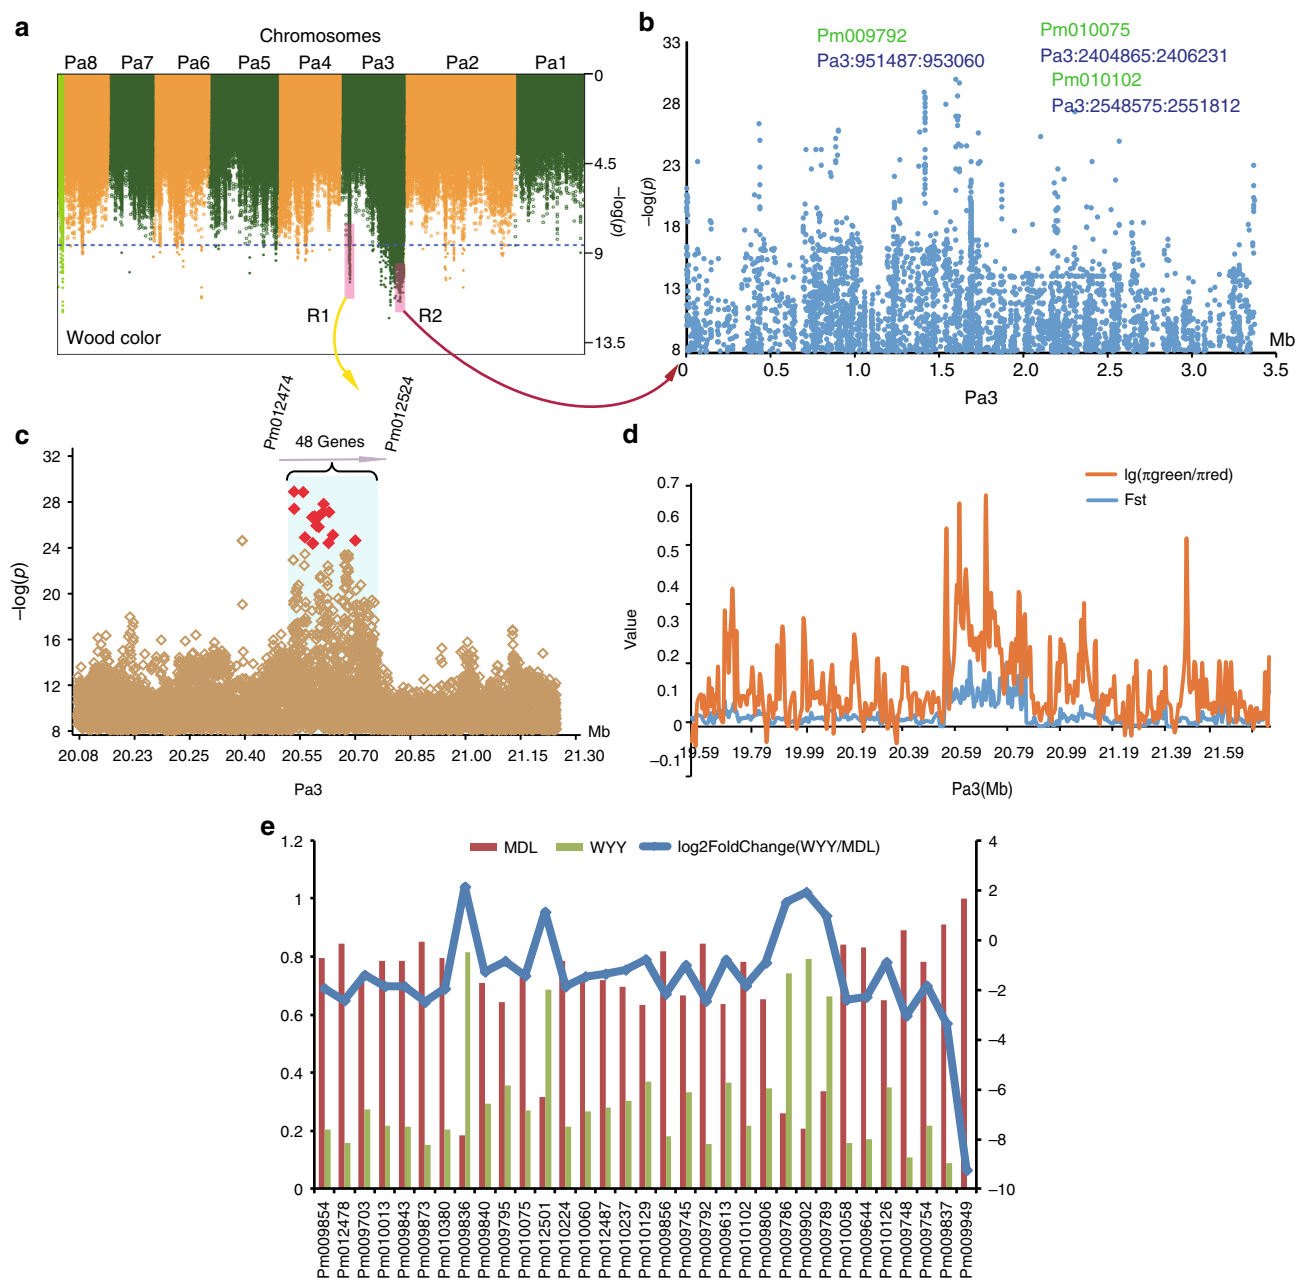 a
Chromosomes
Pa8 Pa7 Pa6 Pa5 Pa4 Pa3 Pa2 Pa1
0
–4.5
–9
–13.5
–log(p)
R1
R2
Wood color
b
Pm009792
Pa3:951487:953060
Pm010075
Pa3:2404865:2406231
Pm010102
Pa3:2548575:2551812
33
28
23
18
13
8
–log(p)
0 0.5 1.0 1.5 2.0 2.5 3.0 3.5
Mb
Pa3
c
Pm012474
Pm012524
48 Genes
32
28
24
20
16
12
8
–log(p)
20.08 20.23 20.25 20.40 20.55 20.70 20.85 21.00 21.15 21.30
Mb
Pa3
d
lg(πgreen/πred)
Fst
0.7
0.6
0.5
0.4
0.3
0.2
0.1
0
–0.1
Value
19.59 19.79 19.99 20.19 20.39 20.59 20.79 20.99 21.19 21.39 21.59
Pa3(Mb)
e
MDL WYY log2FoldChange(WYY/MDL)
1.2
1
0.8
0.6
0.4
0.2
0
4
2
0
–2
–4
–6
–8
–10
Pm009854
Pm012478
Pm009703
Pm010013
Pm009843
Pm009873
Pm010380
Pm009836
Pm009840
Pm009795
Pm010075
Pm012501
Pm010224
Pm010060
Pm012487
Pm010237
Pm010129
Pm009856
Pm009745
Pm009792
Pm009613
Pm010102
Pm009806
Pm009786
Pm009902
Pm009789
Pm010058
Pm009644
Pm010126
Pm009748
Pm009754
Pm009837
Pm009949